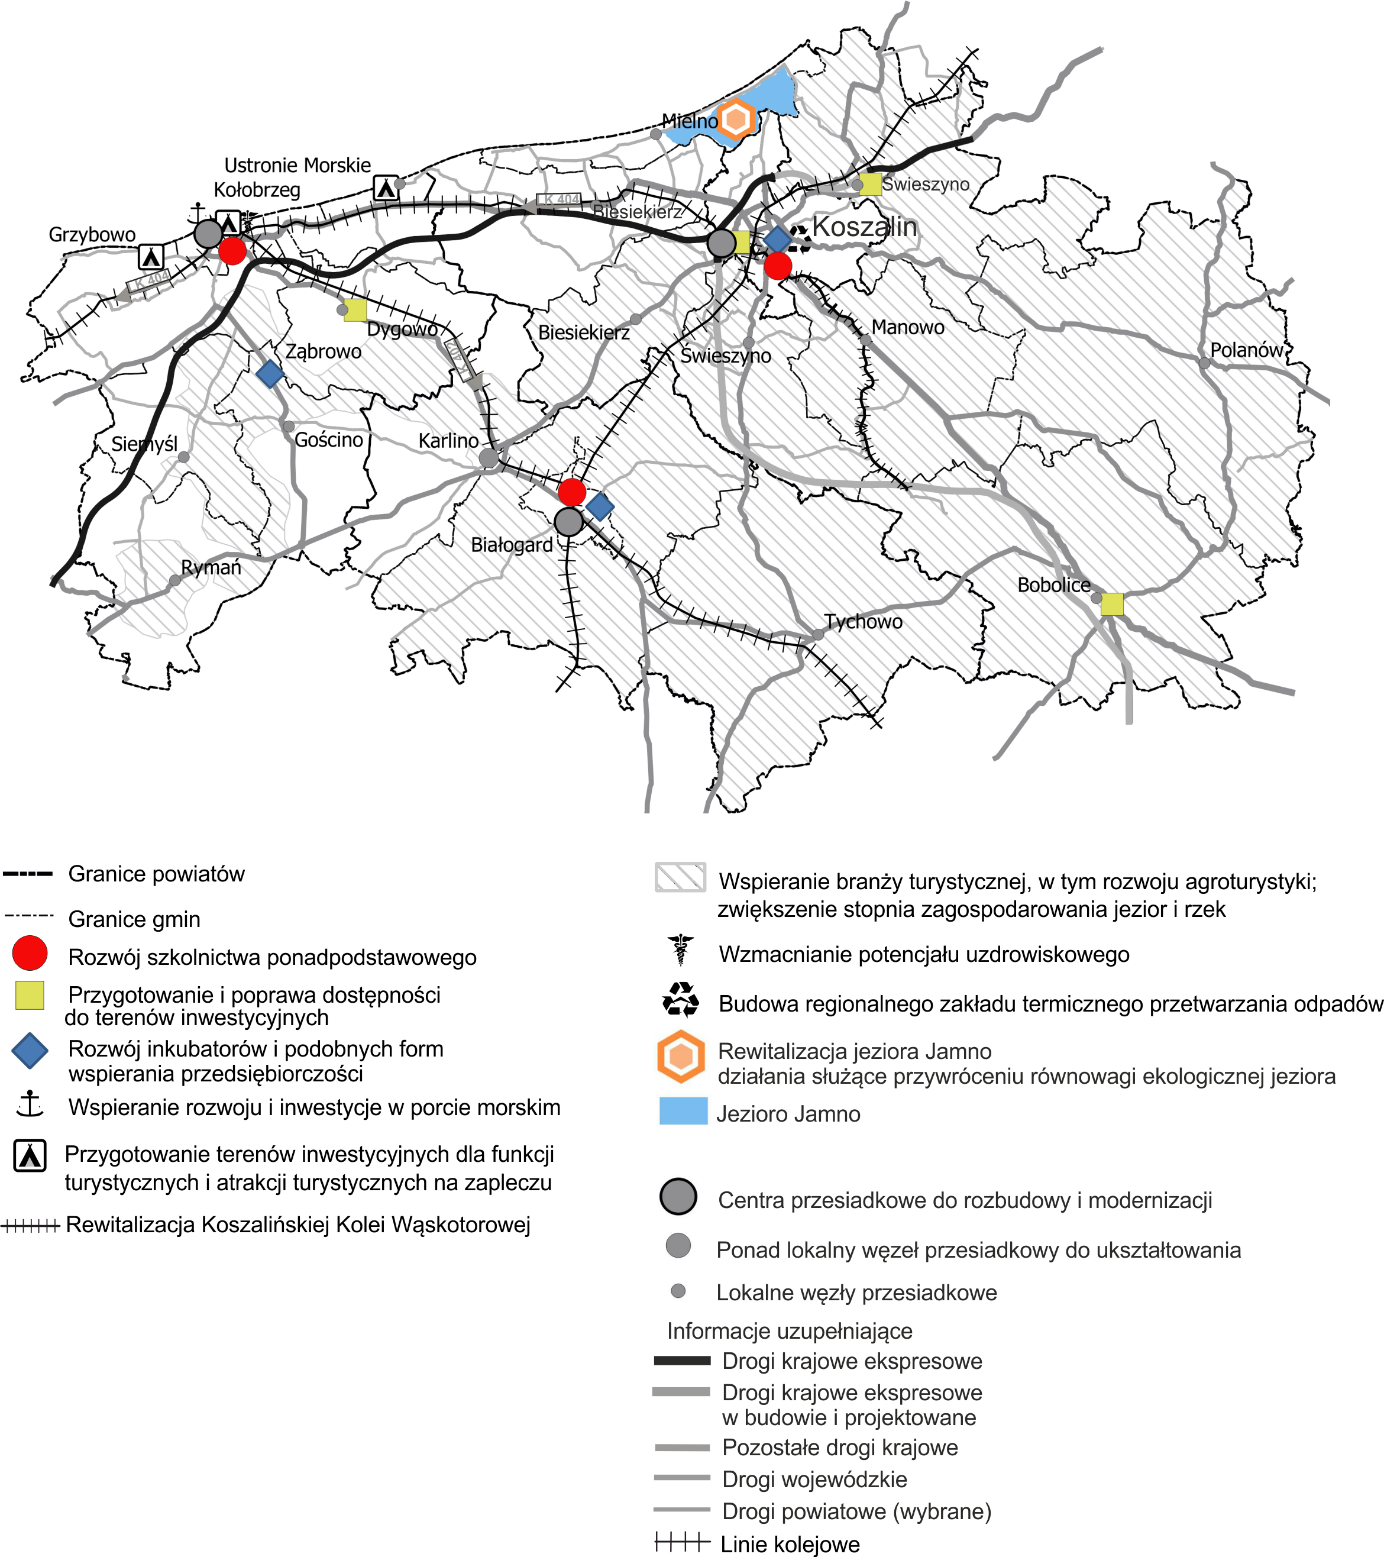 Mielno
Ustronie Morskie
Kołobrzeg
Świeszyno
K 404
Biesiekierz
Koszalin
Grzybowo
K 404
Dygowo
Biesiekierz
Manowo
Świeszyno
Ząbrowo
K 402
Polanów
Siemyśl
Gościno
Karlino
Białogard
Rymań
Bobolice
Tychowo
Granice powiatów
Granice gmin
Rozwój szkolnictwa ponadpodstawowego
Przygotowanie i poprawa dostępności
do terenów inwestycyjnych
Rozwój inkubatorów i podobnych form
wspierania przedsiębiorczości
Wspieranie rozwoju i inwestycje w porcie morskim
Przygotowanie terenów inwestycyjnych dla funkcji
turystycznych i atrakcji turystycznych na zapleczu
Rewitalizacja Koszalińskiej Kolei Wąskotorowej
Wspieranie branży turystycznej, w tym rozwoju agroturystyki;
zwiększenie stopnia zagospodarowania jezior i rzek
Wzmacnianie potencjału uzdrowiskowego
Budowa regionalnego zakładu termicznego przetwarzania odpadów
Rewitalizacja jeziora Jamno
działania służące przywróceniu równowagi ekologicznej jeziora
Jezioro Jamno
Centra przesiadkowe do rozbudowy i modernizacji
Ponad lokalny węzeł przesiadkowy do ukształtowania
Lokalne węzły przesiadkowe
Informacje uzupełniające
Drogi krajowe ekspresowe
Drogi krajowe ekspresowe
w budowie i projektowane
Pozostałe drogi krajowe
Drogi wojewódzkie
Drogi powiatowe (wybrane)
Linie kolejowe